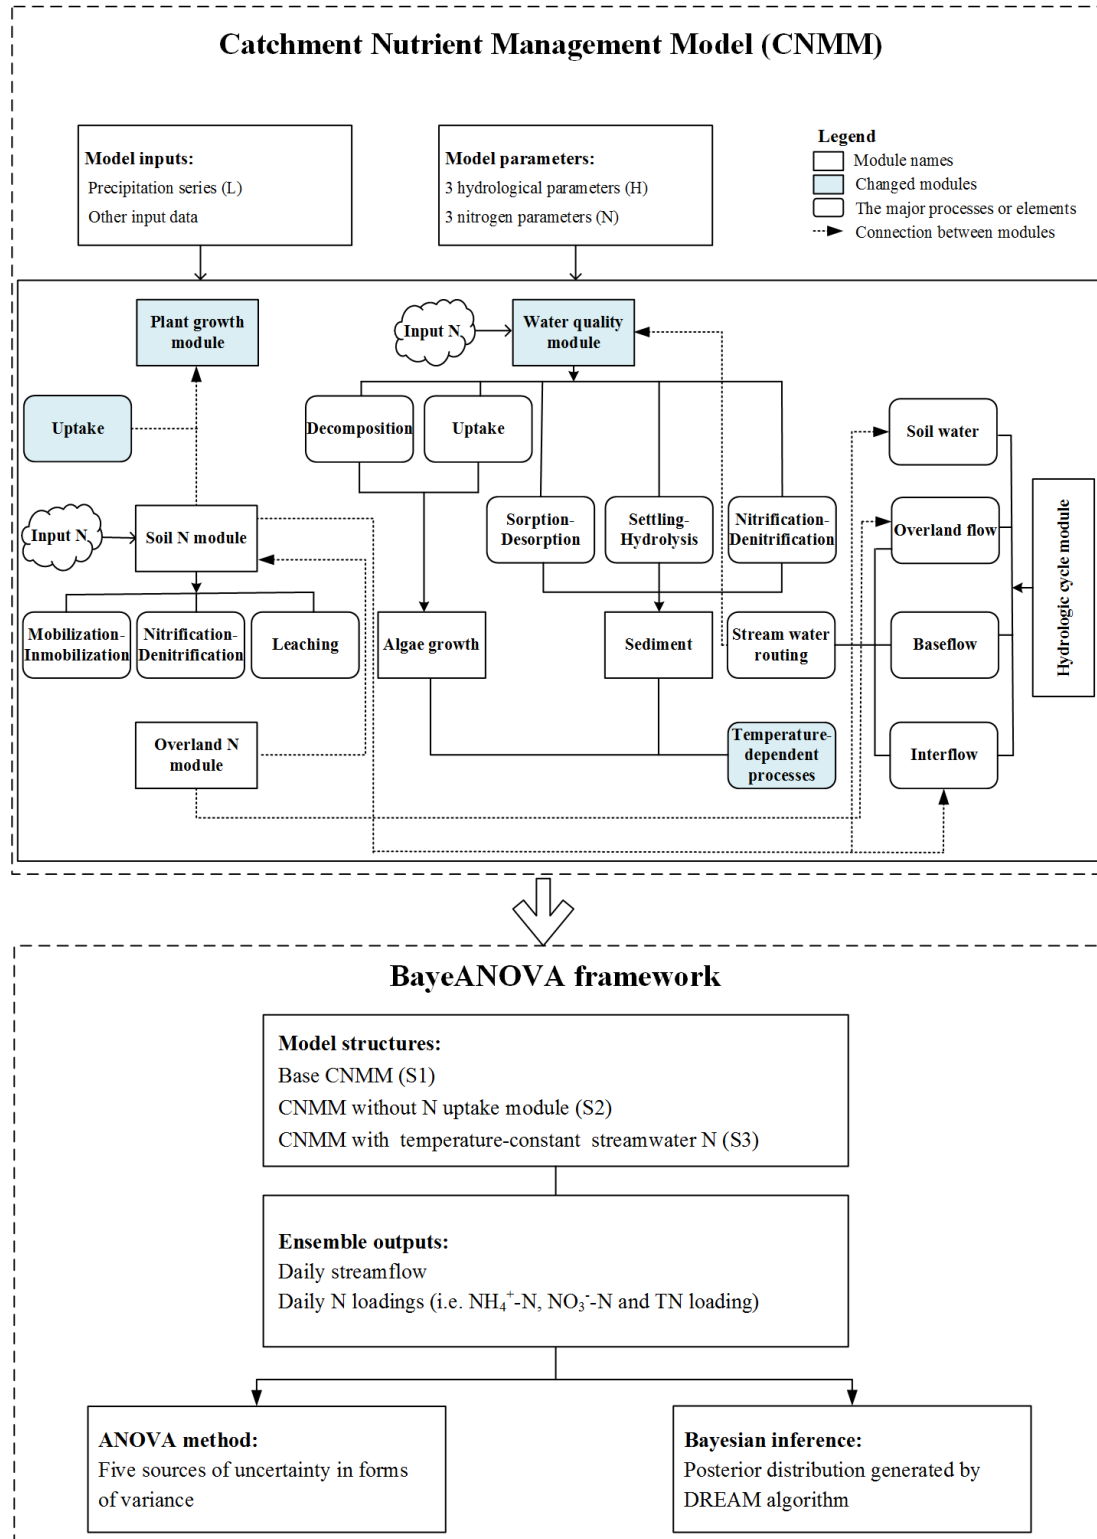 Catchment Nutrient Management Model (CNMM)
Model inputs:
Precipitation series (L)
Other input data
Model parameters:
3 hydrological parameters (H)
3 nitrogen parameters (N)
Legend
Module names
Changed modules
The major processes or elements
Connection between modules
Plant growth
module
Input N
Water quality
module
Uptake
Decomposition
Uptake
Soil water
Input N
Soil N module
Sorption-
Desorption
Settling-
Hydrolysis
Nitrification-
Denitrification
Overland flow
Hydrologic cycle module
Mobilization-
Inmobilization
Nitrification-
Denitrification
Leaching
Algae growth
Sediment
Stream water
routing
Baseflow
Overland N
module
Temperature-
dependent
processes
Interflow
BayeANOVA framework
Model structures:
Base CNMM (S1)
CNMM without N uptake module (S2)
CNMM with temperature-constant streamwater N (S3)
Ensemble outputs:
Daily streamflow
Daily N loadings (i.e. NH₄⁺-N, NO₃⁻-N and TN loading)
ANOVA method:
Five sources of uncertainty in forms
of variance
Bayesian inference:
Posterior distribution generated by
DREAM algorithm